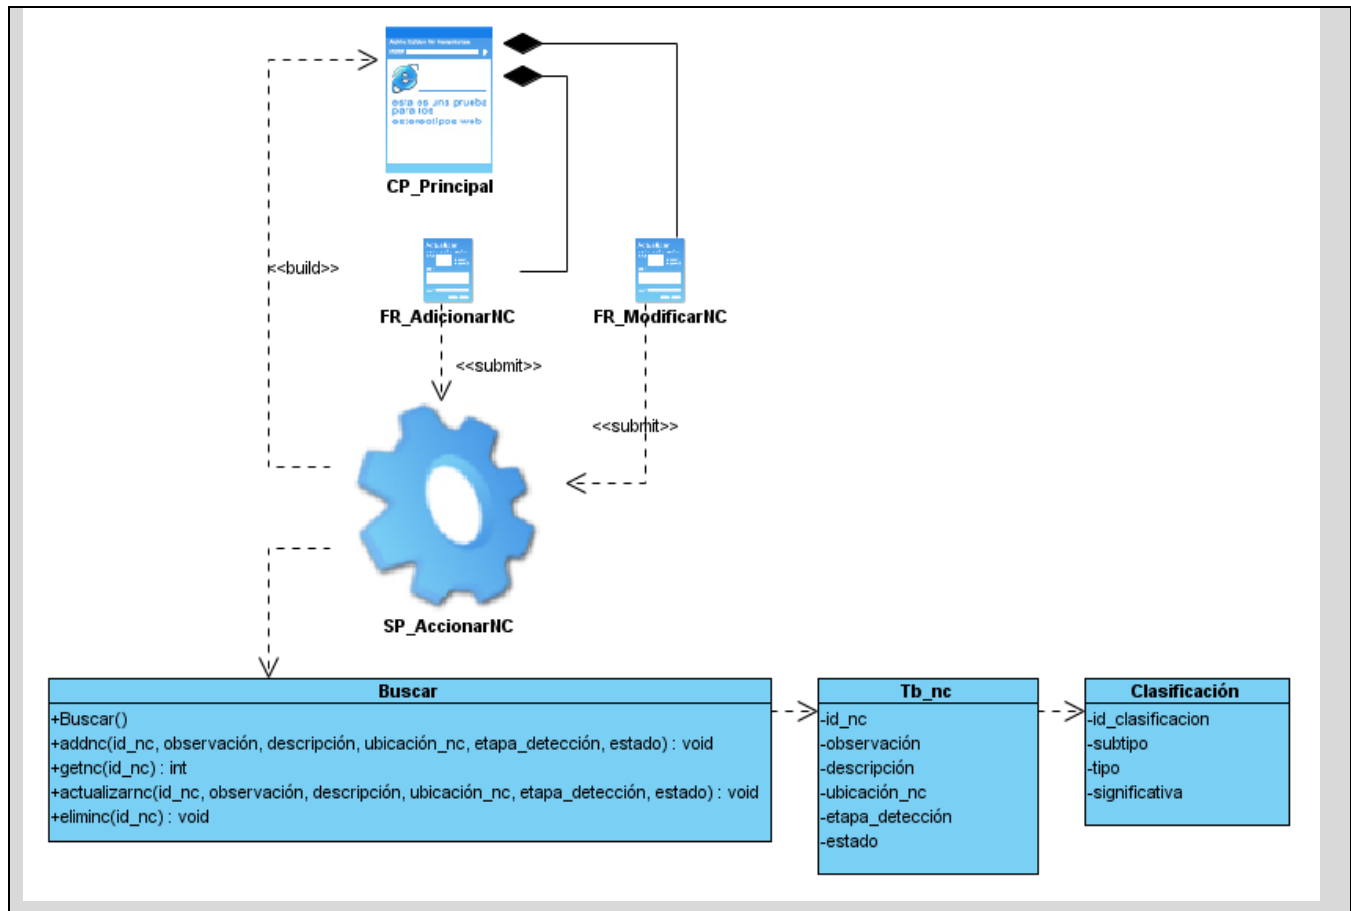 esta es una prueba
para los
estereotipos web
CP_Principal
<<build>>
Actualizar
Actualizar
FR_AdicionarNC
FR_ModificarNC
<<submit>>
<<submit>>
SP_AccionarNC
Buscar
+Buscar()
+addnc(id_nc, observación, descripción, ubicación_nc, etapa_detección, estado) : void
+getnc(id_nc) : int
+actualizarnc(id_nc, observación, descripción, ubicación_nc, etapa_detección, estado) : void
+eliminc(id_nc) : void
Tb_nc
-id_nc
-observación
-descripción
-ubicación_nc
-etapa_detección
-estado
Clasificación
-id_clasificacion
-subtipo
-tipo
-significativa